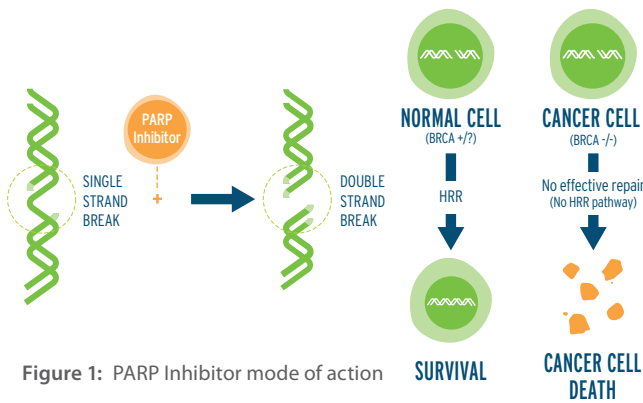 PARP
Inhibitor
+
SINGLE
STRAND
BREAK
DOUBLE
STRAND
BREAK
NORMAL CELL
(BRCA +/?)
HRR
SURVIVAL
CANCER CELL
(BRCA -/-)
No effective repair
(No HRR pathway)
CANCER CELL
DEATH
Figure 1: PARP Inhibitor mode of action